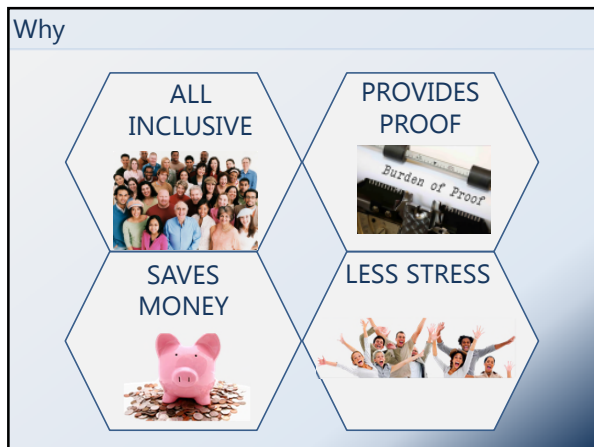 Why
ALL
INCLUSIVE
PROVIDES
PROOF
Burden of Proof
SAVES
MONEY
LESS STRESS